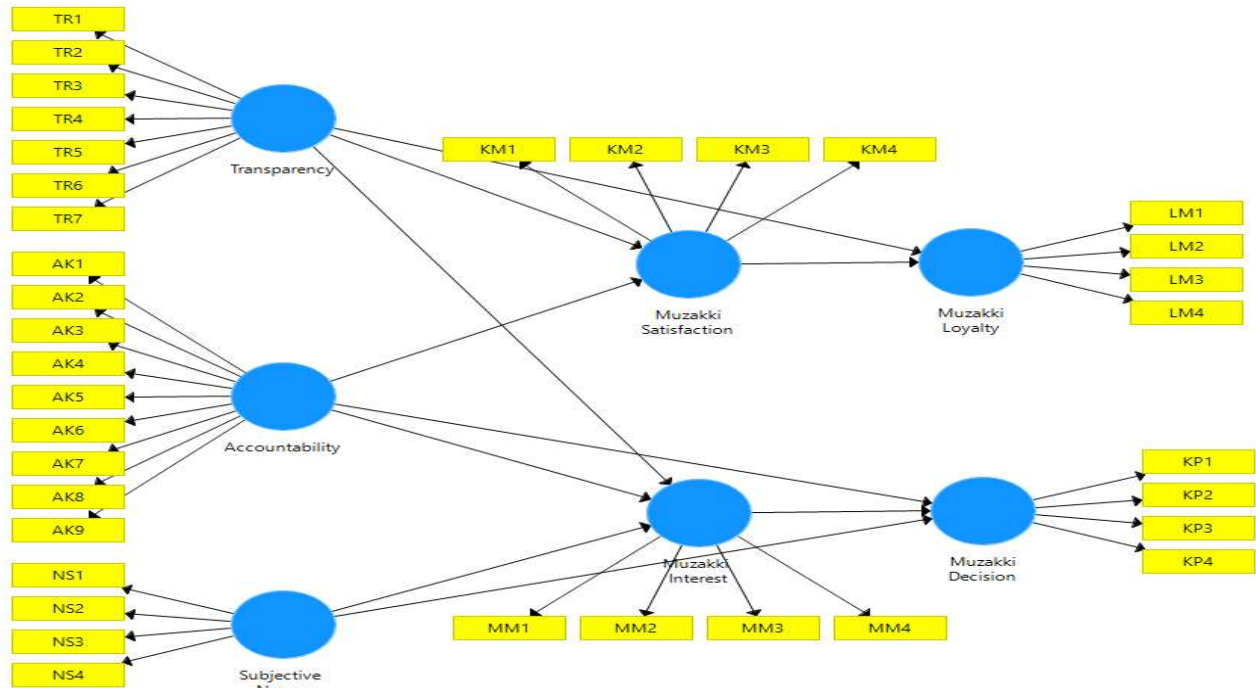 TR1
TR2
TR3
TR4
TR5
TR6
TR7
Transparency
KM1
KM2
KM3
KM4
Muzakki
Satisfaction
LM1
LM2
LM3
LM4
Muzakki
Loyalty
AK1
AK2
AK3
AK4
AK5
AK6
AK7
AK8
AK9
Accountability
Muzakki
Interest
MM1
MM2
MM3
MM4
KP1
KP2
KP3
KP4
Muzakki
Decision
NS1
NS2
NS3
NS4
Subjective